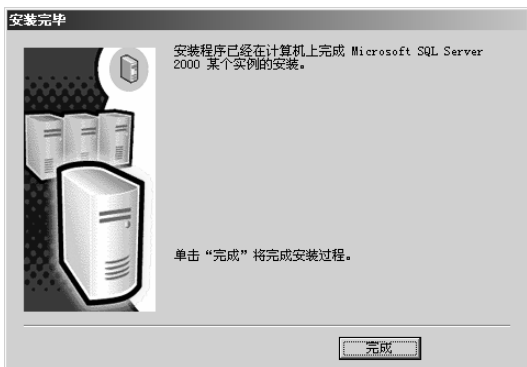 安装完毕
安装程序已经在计算机上完成 Microsoft SQL Server
2000 某个实例的安装。
单击“完成”将完成安装过程。
完成